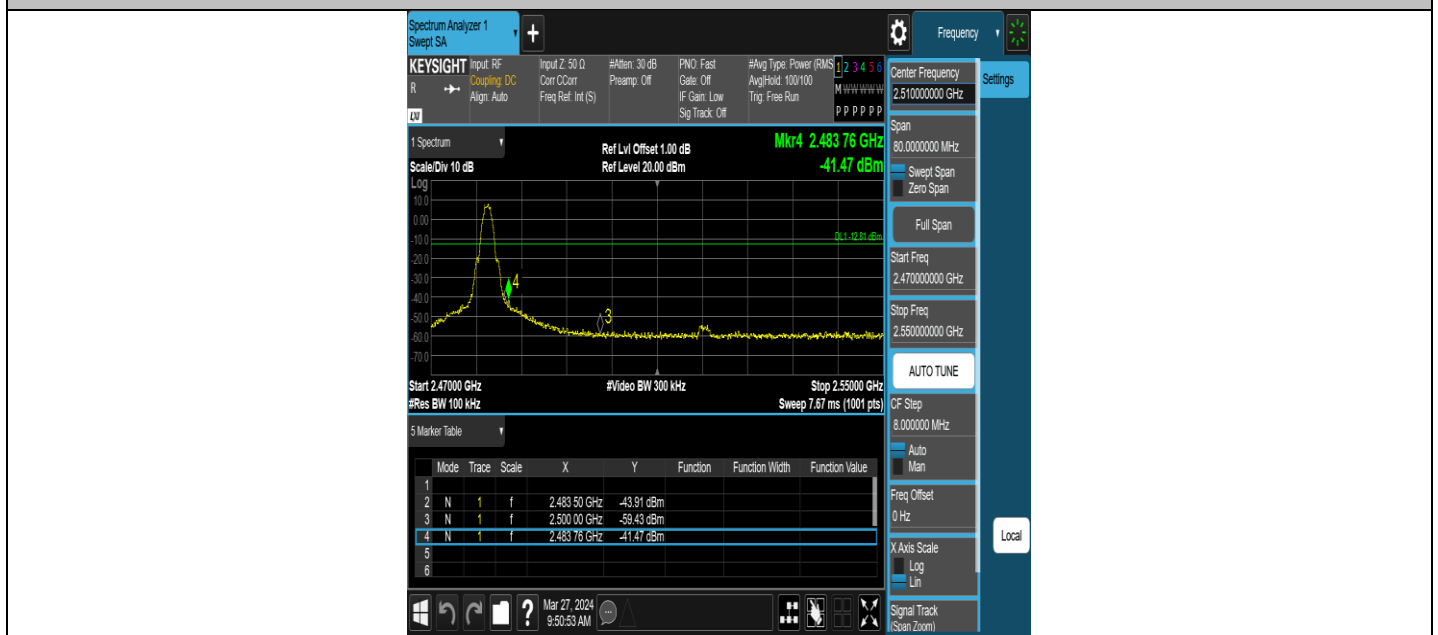 Spectrum Analyzer 1
Swept SA
+
Frequency
KEYSIGHT
R
LXI
Input: RF
Coupling: DC
Align: Auto
Input Z: 50 Ω
Corr CCorr
Freq Ref: Int (S)
#Atten: 30 dB
Preamp: Off
PNO: Fast
Gate: Off
IF Gain: Low
Sig Track: Off
#Avg Type: Power (RMS
Avg|Hold: 100/100
Trig: Free Run
1 2 3 4 5 6
M W W W W W
P P P P P P
1 Spectrum
Scale/Div 10 dB
Ref Lvl Offset 1.00 dB
Ref Level 20.00 dBm
Mkr4 2.483 76 GHz
-41.47 dBm
Log
10.0
0.00
-10.0
-20.0
-30.0
-40.0
-50.0
-60.0
-70.0
DL1 -12.81 dBm
4
3
Start 2.47000 GHz
#Res BW 100 kHz
#Video BW 300 kHz
Stop 2.55000 GHz
Sweep 7.67 ms (1001 pts)
5 Marker Table
Mode Trace Scale X Y Function Function Width Function Value
1
2 N 1 f 2.483 50 GHz -43.91 dBm
3 N 1 f 2.500 00 GHz -59.43 dBm
4 N 1 f 2.483 76 GHz -41.47 dBm
5
6
?
Mar 27, 2024
9:50:53 AM
Center Frequency
2.510000000 GHz
Settings
Span
80.0000000 MHz
Swept Span
Zero Span
Full Span
Start Freq
2.470000000 GHz
Stop Freq
2.550000000 GHz
AUTO TUNE
CF Step
8.000000 MHz
Auto
Man
Freq Offset
0 Hz
Local
X Axis Scale
Log
Lin
Signal Track
(Span Zoom)